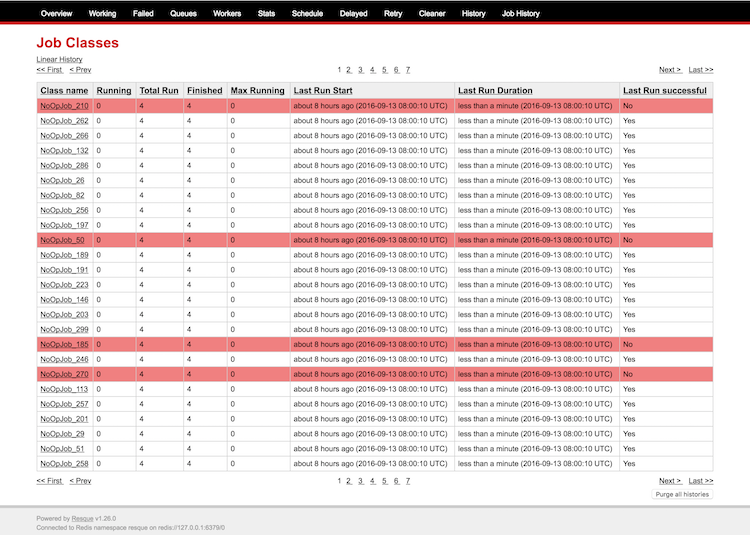 Overview Working Failed Queues Workers Stats Schedule Delayed Retry Cleaner History Job History
Job Classes
Linear History
<< First < Prev 1 2 3 4 5 6 7 Next > Last >>
Class name Running Total Run Finished Max Running Last Run Start Last Run Duration Last Run successful
NoOpJob_210 0 4 4 0 about 8 hours ago (2016-09-13 08:00:10 UTC) less than a minute (2016-09-13 08:00:10 UTC) No
NoOpJob_262 0 4 4 0 about 8 hours ago (2016-09-13 08:00:10 UTC) less than a minute (2016-09-13 08:00:10 UTC) Yes
NoOpJob_266 0 4 4 0 about 8 hours ago (2016-09-13 08:00:10 UTC) less than a minute (2016-09-13 08:00:10 UTC) Yes
NoOpJob_132 0 4 4 0 about 8 hours ago (2016-09-13 08:00:10 UTC) less than a minute (2016-09-13 08:00:10 UTC) Yes
NoOpJob_286 0 4 4 0 about 8 hours ago (2016-09-13 08:00:10 UTC) less than a minute (2016-09-13 08:00:10 UTC) Yes
NoOpJob_26 0 4 4 0 about 8 hours ago (2016-09-13 08:00:10 UTC) less than a minute (2016-09-13 08:00:10 UTC) Yes
NoOpJob_82 0 4 4 0 about 8 hours ago (2016-09-13 08:00:10 UTC) less than a minute (2016-09-13 08:00:10 UTC) Yes
NoOpJob_256 0 4 4 0 about 8 hours ago (2016-09-13 08:00:10 UTC) less than a minute (2016-09-13 08:00:10 UTC) Yes
NoOpJob_197 0 4 4 0 about 8 hours ago (2016-09-13 08:00:10 UTC) less than a minute (2016-09-13 08:00:10 UTC) Yes
NoOpJob_50 0 4 4 0 about 8 hours ago (2016-09-13 08:00:10 UTC) less than a minute (2016-09-13 08:00:10 UTC) No
NoOpJob_189 0 4 4 0 about 8 hours ago (2016-09-13 08:00:10 UTC) less than a minute (2016-09-13 08:00:10 UTC) Yes
NoOpJob_191 0 4 4 0 about 8 hours ago (2016-09-13 08:00:10 UTC) less than a minute (2016-09-13 08:00:10 UTC) Yes
NoOpJob_223 0 4 4 0 about 8 hours ago (2016-09-13 08:00:10 UTC) less than a minute (2016-09-13 08:00:10 UTC) Yes
NoOpJob_146 0 4 4 0 about 8 hours ago (2016-09-13 08:00:10 UTC) less than a minute (2016-09-13 08:00:10 UTC) Yes
NoOpJob_203 0 4 4 0 about 8 hours ago (2016-09-13 08:00:10 UTC) less than a minute (2016-09-13 08:00:10 UTC) Yes
NoOpJob_299 0 4 4 0 about 8 hours ago (2016-09-13 08:00:10 UTC) less than a minute (2016-09-13 08:00:10 UTC) Yes
NoOpJob_185 0 4 4 0 about 8 hours ago (2016-09-13 08:00:10 UTC) less than a minute (2016-09-13 08:00:10 UTC) No
NoOpJob_246 0 4 4 0 about 8 hours ago (2016-09-13 08:00:10 UTC) less than a minute (2016-09-13 08:00:10 UTC) Yes
NoOpJob_270 0 4 4 0 about 8 hours ago (2016-09-13 08:00:10 UTC) less than a minute (2016-09-13 08:00:10 UTC) No
NoOpJob_113 0 4 4 0 about 8 hours ago (2016-09-13 08:00:10 UTC) less than a minute (2016-09-13 08:00:10 UTC) Yes
NoOpJob_257 0 4 4 0 about 8 hours ago (2016-09-13 08:00:10 UTC) less than a minute (2016-09-13 08:00:10 UTC) Yes
NoOpJob_201 0 4 4 0 about 8 hours ago (2016-09-13 08:00:10 UTC) less than a minute (2016-09-13 08:00:10 UTC) Yes
NoOpJob_29 0 4 4 0 about 8 hours ago (2016-09-13 08:00:10 UTC) less than a minute (2016-09-13 08:00:10 UTC) Yes
NoOpJob_51 0 4 4 0 about 8 hours ago (2016-09-13 08:00:10 UTC) less than a minute (2016-09-13 08:00:10 UTC) Yes
NoOpJob_258 0 4 4 0 about 8 hours ago (2016-09-13 08:00:10 UTC) less than a minute (2016-09-13 08:00:10 UTC) Yes
<< First < Prev 1 2 3 4 5 6 7 Next > Last >>
Purge all histories
Powered by Resque v1.26.0
Connected to Redis namespace resque on redis://127.0.0.1:6379/0